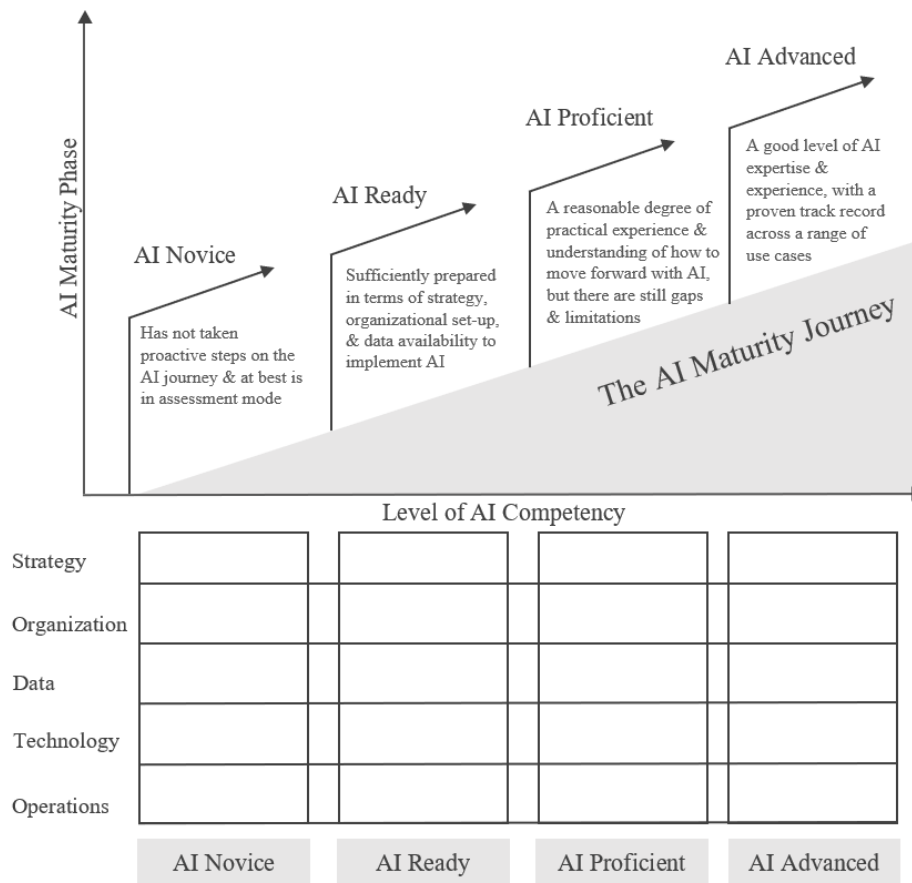 AI Maturity Phase
AI Novice
Has not taken
proactive steps on the
AI journey & at best is
in assessment mode
AI Ready
Sufficiently prepared
in terms of strategy,
organizational set-up,
& data availability to
implement AI
AI Proficient
A reasonable degree of
practical experience &
understanding of how to
move forward with AI,
but there are still gaps
& limitations
AI Advanced
A good level of AI
expertise &
experience, with a
proven track record
across a range of
use cases
The AI Maturity Journey
Level of AI Competency
Strategy
Organization
Data
Technology
Operations
AI Novice
AI Ready
AI Proficient
AI Advanced